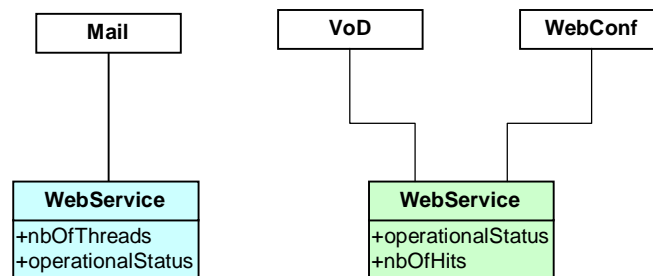 Mail
VoD
WebConf
WebService
+nbOfThreads
+operationalStatus
WebService
+operationalStatus
+nbOfHits